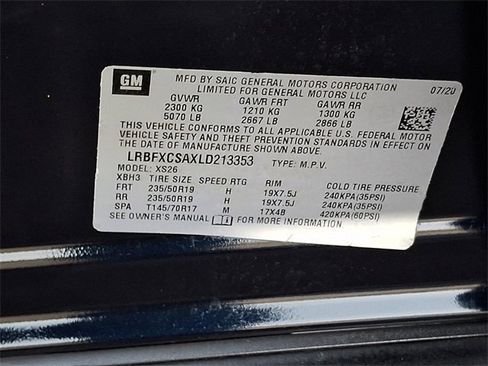 GM
MFD BY SAIC GENERAL MOTORS CORPORATION 07/20
LIMITED FOR GENERAL MOTORS LLC
GVWR GAWR FRT GAWR RR
2300 KG 1210 KG 1300 KG
5070 LB 2667 LB 2866 LB
THIS VEHICLE CONFORMS TO ALL APPLICABLE U.S. FEDERAL MOTOR
VEHICLE SAFETY AND THEFT PREVENTION STANDARDS IN EFFECT ON
THE DATE OF MANUFACTURE SHOWN ABOVE.
LRBFXCSAXLD213353 TYPE: M.P.V.
MODEL: XS26
XBH3 TIRE SIZE SPEED RTG RIM COLD TIRE PRESSURE
FRT 235/50R19 H 19X7.5J 240KPA(35PSI)
RR 235/50R19 H 19X7.5J 240KPA(35PSI)
SPA T145/70R17 M 17X4B 420KPA(60PSI)
SEE OWNER'S MANUAL FOR MORE INFORMATION